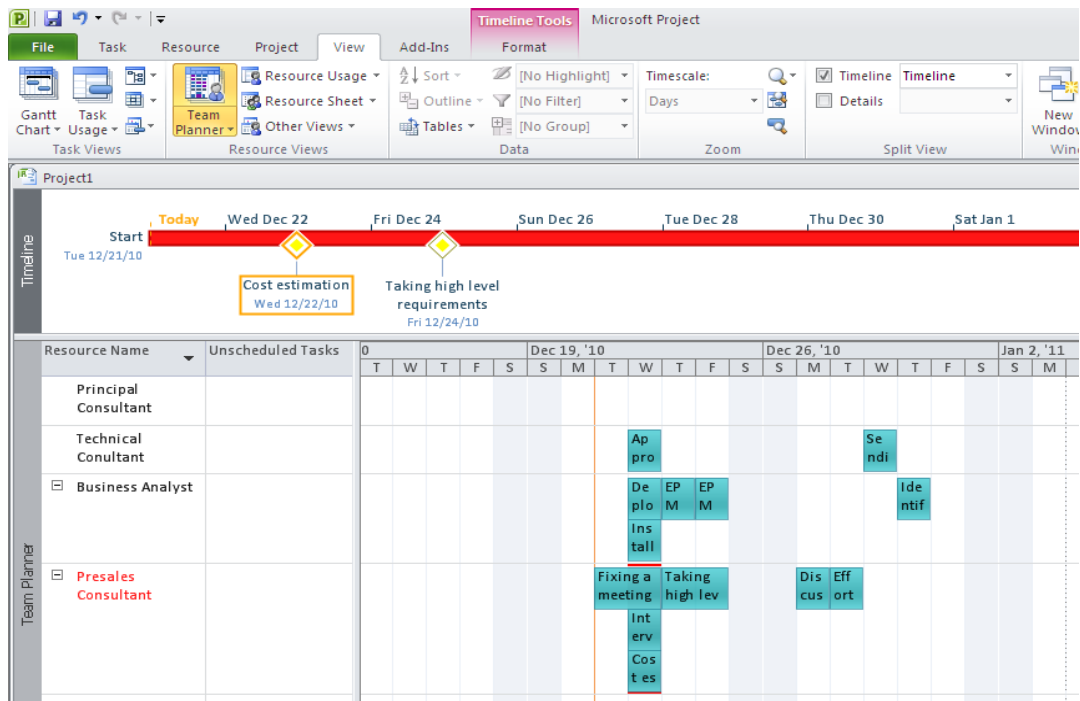 P
Timeline Tools Microsoft Project
File Task Resource Project View Add-Ins Format
Gantt
Chart
Task
Usage
Task Views
Team
Planner
Resource Usage
Resource Sheet
Other Views
Resource Views
Sort
Outline
Tables
[No Highlight]
[No Filter]
[No Group]
Data
Timescale:
Days
Zoom
Timeline Timeline
Details
Split View
New
Window
Win
Project1
Timeline
Today Wed Dec 22 Fri Dec 24 Sun Dec 26 Tue Dec 28 Thu Dec 30 Sat Jan 1
Start
Tue 12/21/10
Cost estimation
Wed 12/22/10
Taking high level
requirements
Fri 12/24/10
Team Planner
Resource Name Unscheduled Tasks 0 Dec 19, '10 Dec 26, '10 Jan 2, '11
T W T F S S M T W T F S S M T W T F S S M
Principal
Consultant
Technical
Conultant
Ap
pro
Se
ndi
Business Analyst
De
plo
EP
M
EP
M
Ide
ntif
Ins
tall
Presales
Consultant
Fixing a
meeting
Taking
high lev
Dis
cus
Eff
ort
Int
erv
Cos
t es